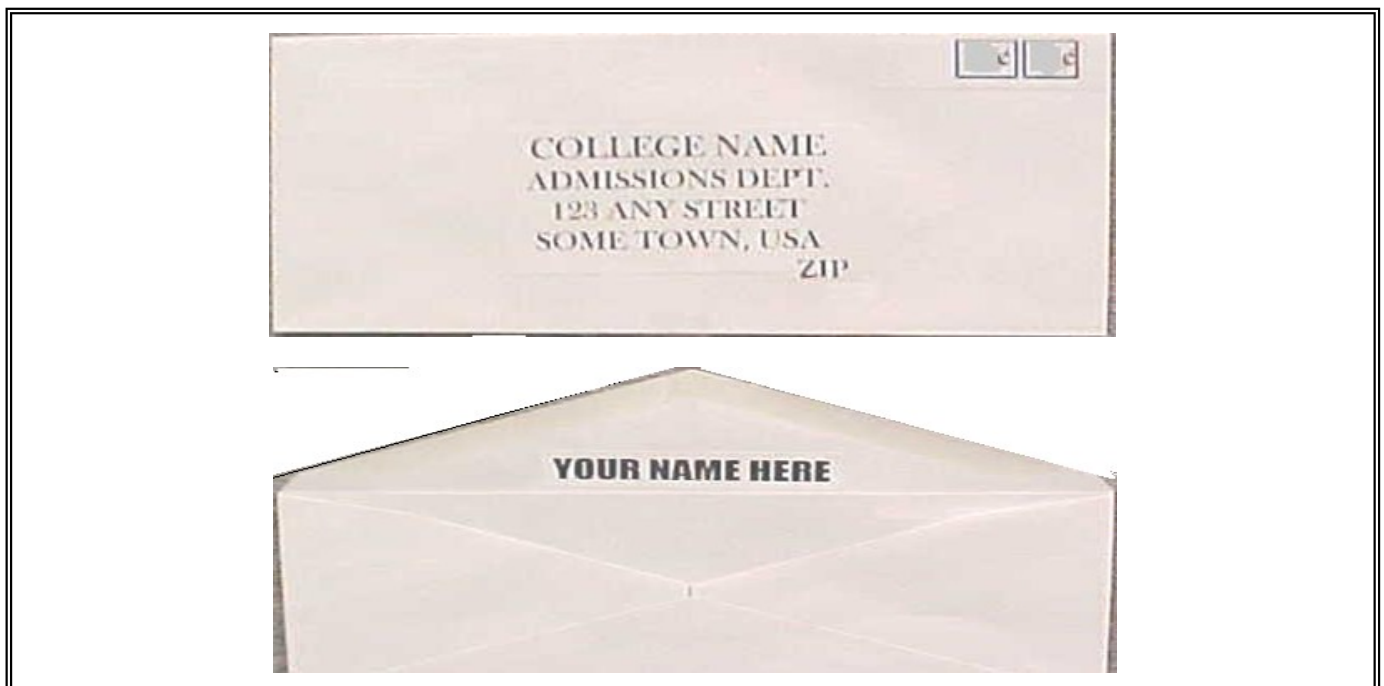 ¢ ¢
COLLEGE NAME
ADMISSIONS DEPT.
123 ANY STREET
SOME TOWN, USA
ZIP
YOUR NAME HERE